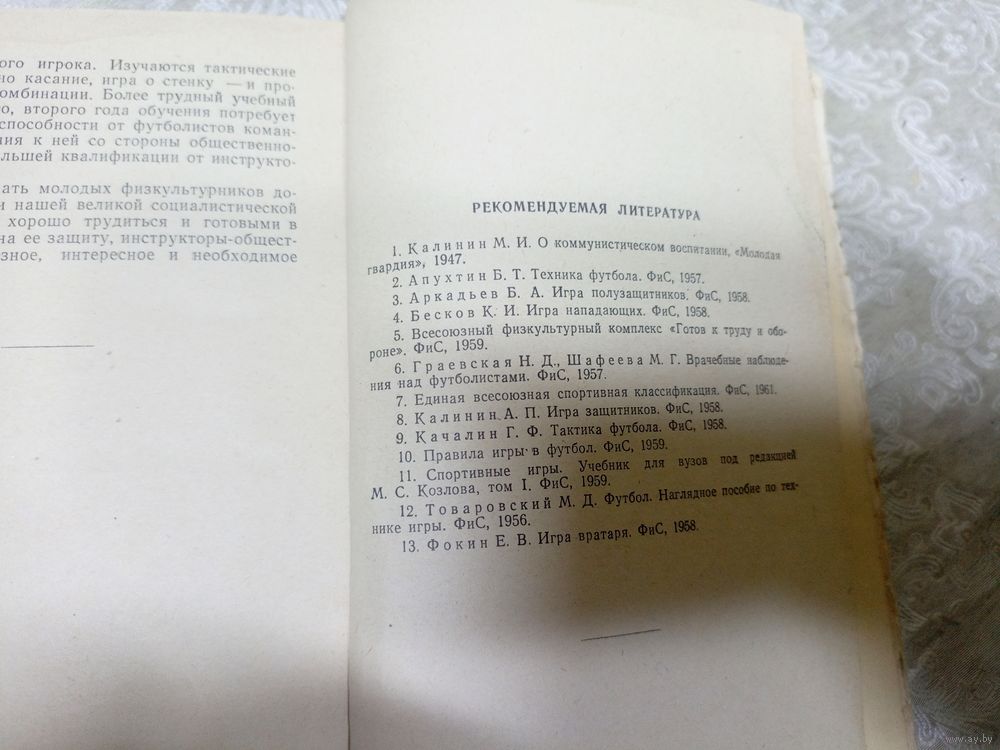 ого игрока. Изучаются тактические
но касание, игра о стенку — и про-
омбинации. Более трудный учебный
о, второго года обучения потребует
способности от футболистов коман-
ния к ней со стороны общественно-
льшей квалификации от инструкто-
ать молодых физкультурников до-
и нашей великой социалистической
хорошо трудиться и готовыми в
на ее защиту, инструкторы-общест-
зное, интересное и необходимое
РЕКОМЕНДУЕМАЯ ЛИТЕРАТУРА
1. Калинин М. И. О коммунистическом воспитании, «Молодая
гвардия», 1947.
2. Апухтин Б. Т. Техника футбола. ФиС, 1957.
3. Аркадьев Б. А. Игра полузащитников. ФиС, 1958.
4. Бесков К. И. Игра нападающих. ФиС, 1958.
5. Всесоюзный физкультурный комплекс «Готов к труду и обо-
роне». ФиС, 1959.
6. Граевская Н. Д., Шафеева М. Г. Врачебные наблюде-
ния над футболистами. ФиС, 1957.
7. Единая всесоюзная спортивная классификация. ФиС, 1961.
8. Калинин А. П. Игра защитников. ФиС, 1958.
9. Качалин Г. Ф. Тактика футбола. ФиС, 1958.
10. Правила игры в футбол. ФиС, 1959.
11. Спортивные игры. Учебник для вузов под редакцией
М. С. Козлова, том I. ФиС, 1959.
12. Товаровский М. Д. Футбол. Наглядное пособие по тех-
нике игры. ФиС, 1956.
13. Фокин Е. В. Игра вратаря. ФиС, 1958.
www.ay.by